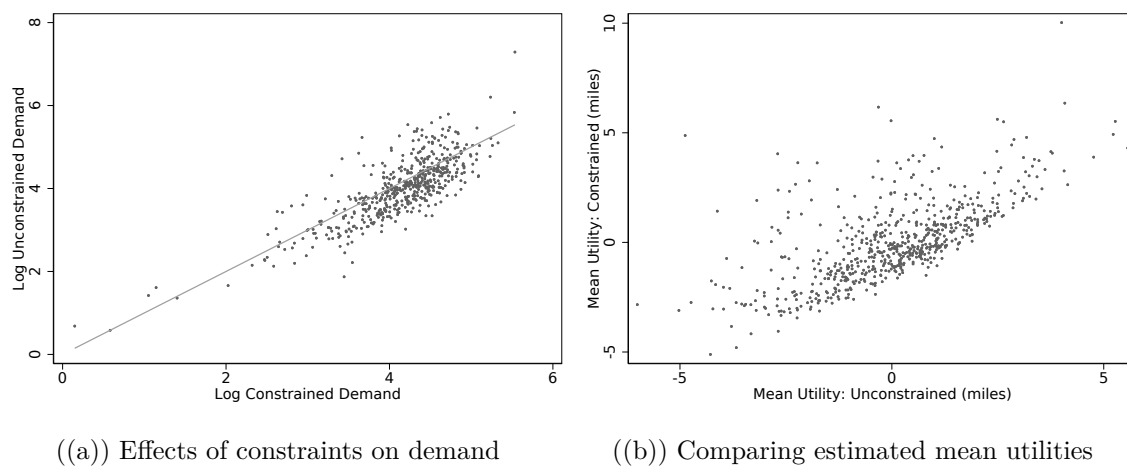 8
6
4
2
0
Log Unconstrained Demand
0 2 4 6
Log Constrained Demand
((a)) Effects of constraints on demand
10
5
0
-5
Mean Utility: Constrained (miles)
-5 0 5
Mean Utility: Unconstrained (miles)
((b)) Comparing estimated mean utilities